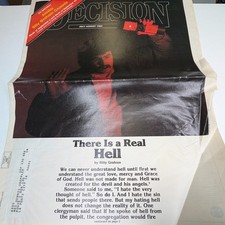 DECISION
There Is a Real
Hell
by Billy Graham
We can never understand hell until first we
understand the great love, mercy and Grace
of God. Hell was not made for man. Hell was
created for the devil and his angels.
Someone said to me, "I hate the very
thought of hell." So do I. And I hate the sin
that sends people there. But my hating hell
does not change the reality of it. One
clergyman said that if he spoke of hell from
the pulpit, the congregation would fire